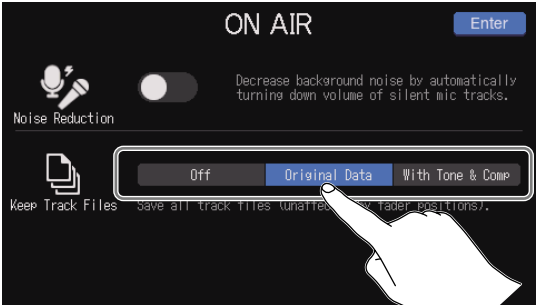 ON AIR
Enter
Decrease background noise by automatically
turning down volume of silent mic tracks.
Noise Reduction
Off
Original Data
With Tone & Comp
Keep Track Files
Save all track files (unaffec y fader positions).